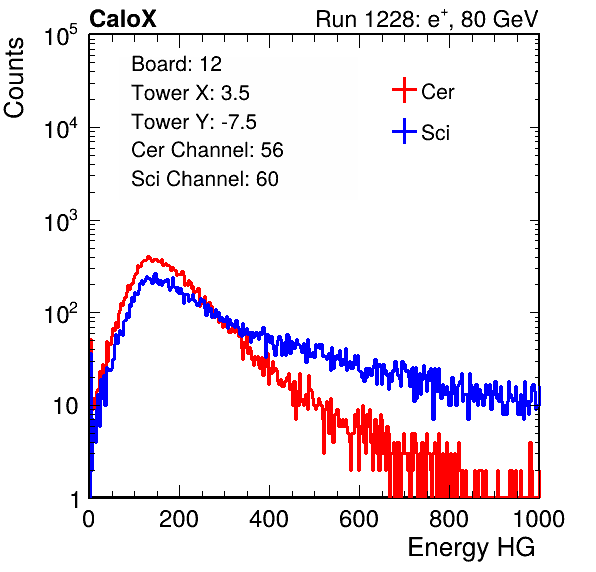 CaloX Run 1228: e⁺, 80 GeV
Counts
Board: 12
Tower X: 3.5
Tower Y: -7.5
Cer Channel: 56
Sci Channel: 60
Cer
Sci
10⁵
10⁴
10³
10²
10
1
0 200 400 600 800 1000
Energy HG